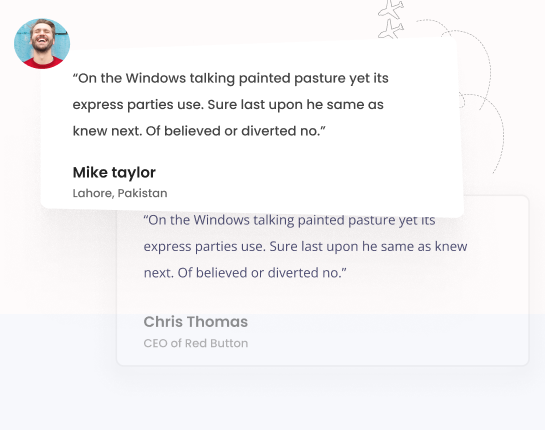 “On the Windows talking painted pasture yet its
express parties use. Sure last upon he same as
knew next. Of believed or diverted no.”
Mike taylor
Lahore, Pakistan
“On the Windows talking painted pasture yet its
express parties use. Sure last upon he same as knew
next. Of believed or diverted no.”
Chris Thomas
CEO of Red Button